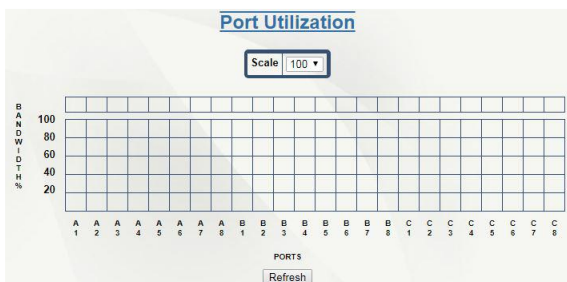 Port Utilization
Scale 100
BANDWIDTH%
100
80
60
40
20
A A A A A A A A B B B B B B B B C C C C C C C C
1 2 3 4 5 6 7 8 1 2 3 4 5 6 7 8 1 2 3 4 5 6 7 8
PORTS
Refresh